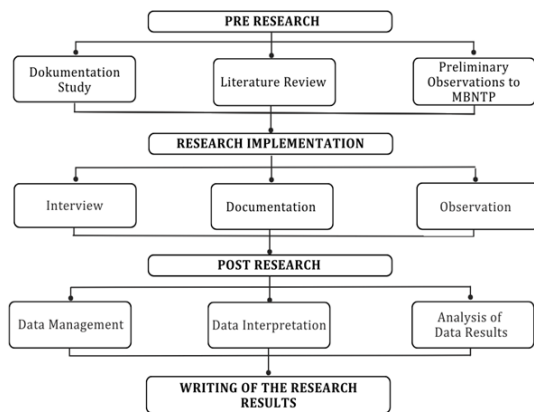 PRE RESEARCH
Dokumentation
Study
Literature Review
Preliminary
Observations to
MBNTP
RESEARCH IMPLEMENTATION
Interview
Documentation
Observation
POST RESEARCH
Data Management
Data Interpretation
Analysis of
Data Results
WRITING OF THE RESEARCH
RESULTS